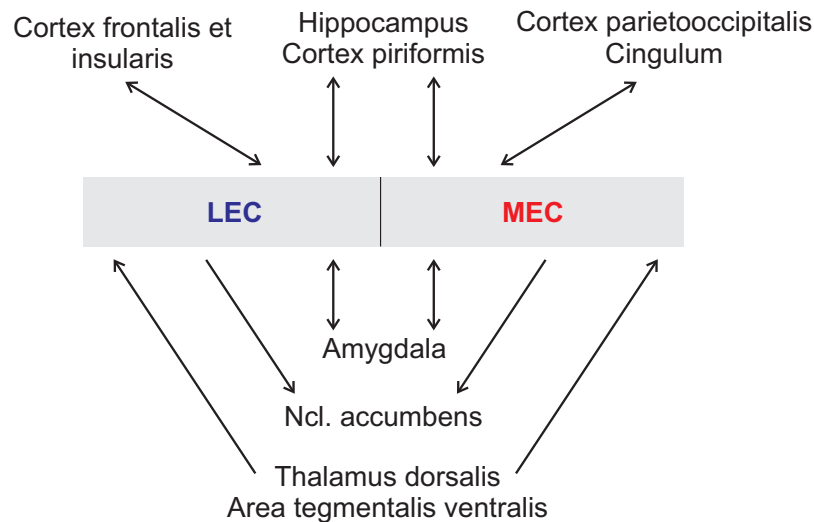 Cortex frontalis et
insularis
Hippocampus
Cortex piriformis
Cortex parietooccipitalis
Cingulum
LEC
MEC
Amygdala
Ncl. accumbens
Thalamus dorsalis
Area tegmentalis ventralis